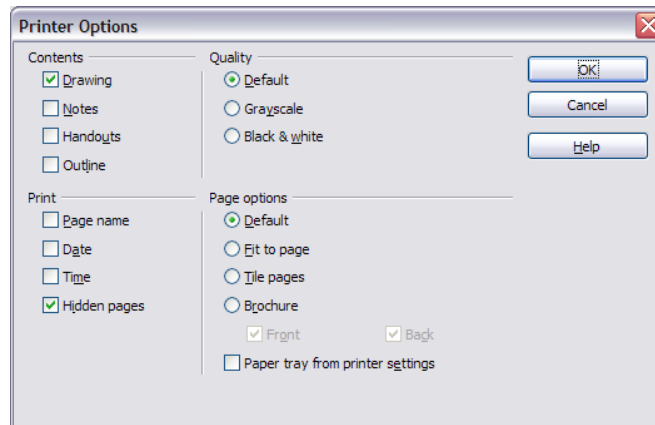 Printer Options
Contents
Drawing
Notes
Handouts
Outline
Quality
Default
Grayscale
Black & white
OK
Cancel
Help
Print
Page name
Date
Time
Hidden pages
Page options
Default
Fit to page
Tile pages
Brochure
Front Back
Paper tray from printer settings